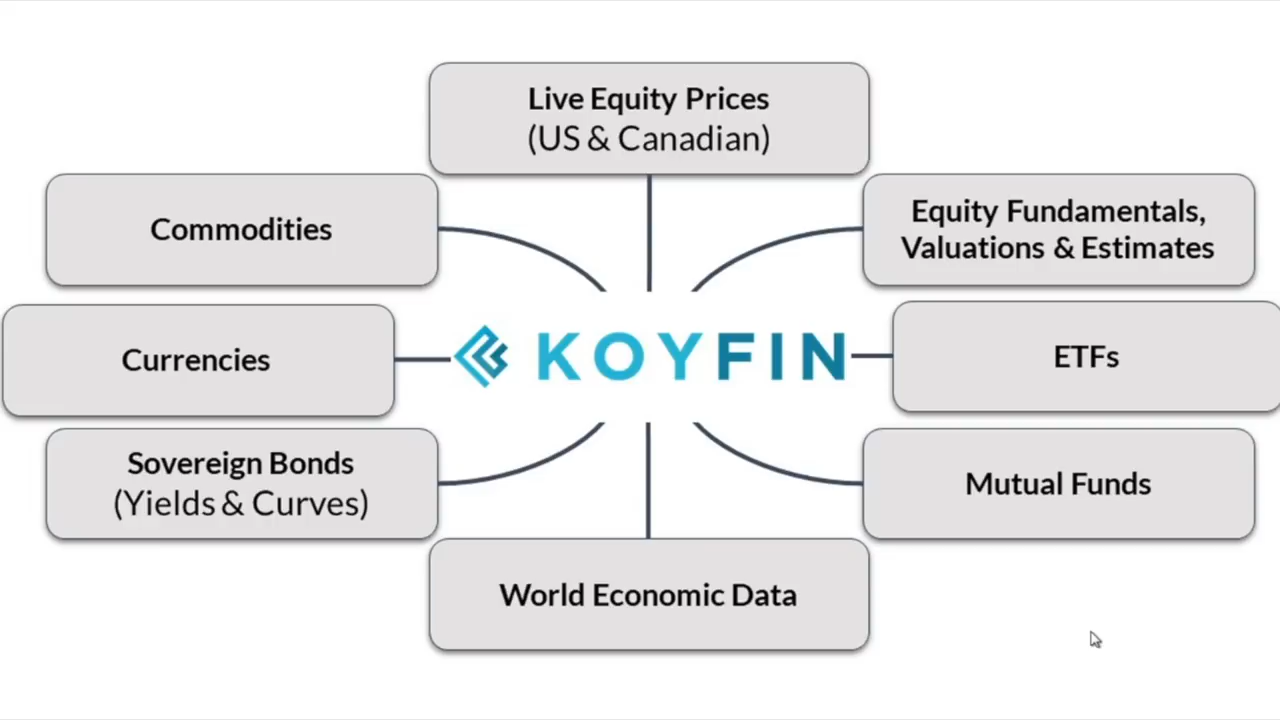 Live Equity Prices
(US & Canadian)
Commodities
Equity Fundamentals,
Valuations & Estimates
Currencies
KOYFIN
ETFs
Sovereign Bonds
(Yields & Curves)
Mutual Funds
World Economic Data